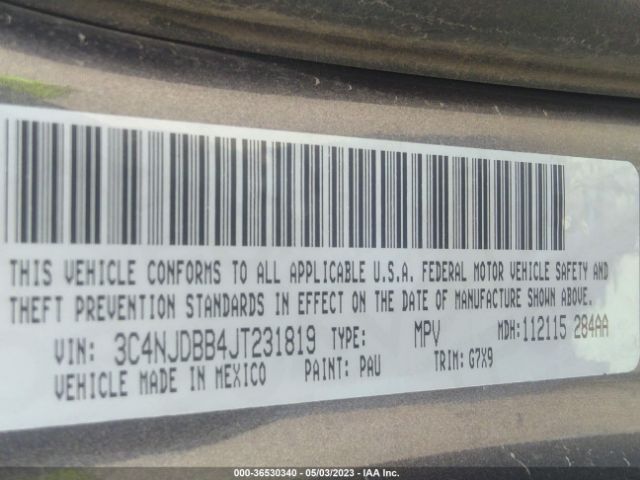 THIS VEHICLE CONFORMS TO ALL APPLICABLE U.S.A. FEDERAL MOTOR VEHICLE SAFETY AND
THEFT PREVENTION STANDARDS IN EFFECT ON THE DATE OF MANUFACTURE SHOWN ABOVE.
VIN: 3C4NJDBB4JT231819 TYPE: MPV MDH:112115 284AA
VEHICLE MADE IN MEXICO PAINT: PAU TRIM: G7X9
000-36530340 - 05/03/2023 - IAA Inc.